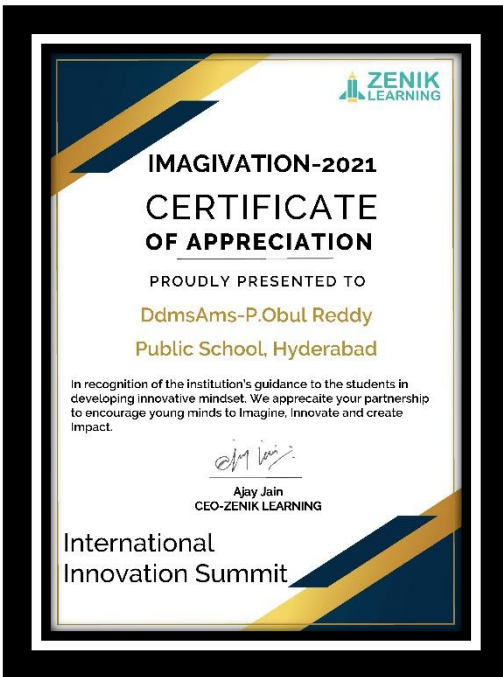 ZENIK
LEARNING
IMAGIVATION-2021
CERTIFICATE
OF APPRECIATION
PROUDLY PRESENTED TO
DdmsAms-P.Obul Reddy
Public School, Hyderabad
In recognition of the institution's guidance to the students in
developing innovative mindset. We apprecaite your partnership
to encourage young minds to Imagine, Innovate and create
Impact.
Ajay Jain
CEO-ZENIK LEARNING
International
Innovation Summit